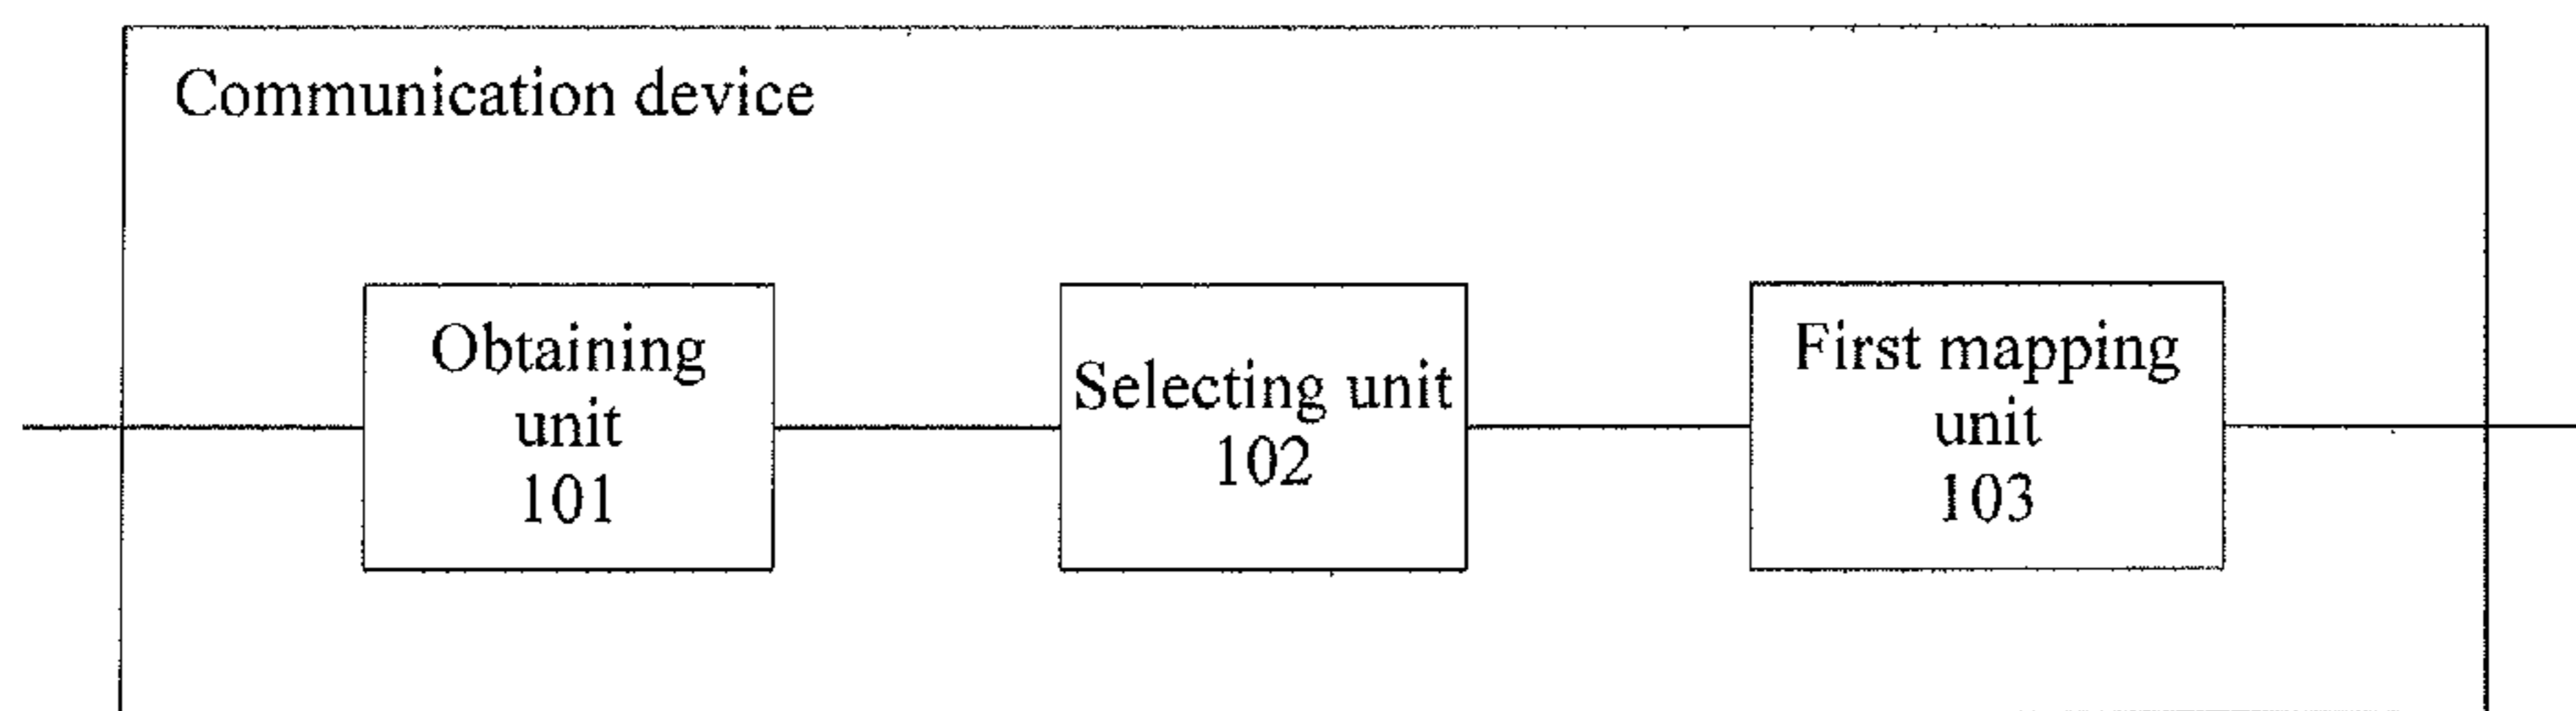 Communication device
Obtaining
unit
101
Selecting unit
102
First mapping
unit
103